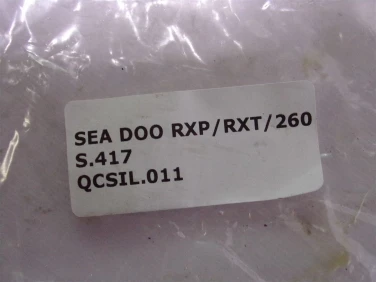 SEA DOO RXP/RXT/260
S.417
QCSIL.011